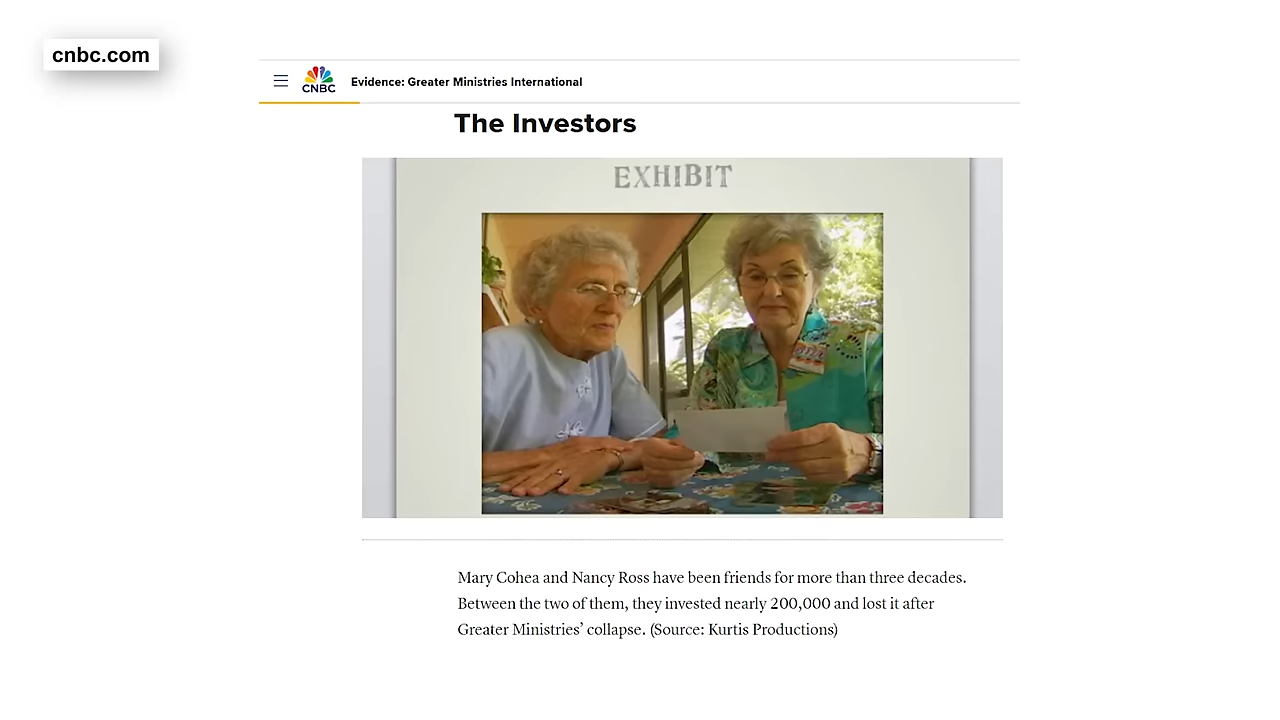 cnbc.com
CNBC
Evidence: Greater Ministries International
The Investors
EXHIBIT
Mary Cohea and Nancy Ross have been friends for more than three decades.
Between the two of them, they invested nearly 200,000 and lost it after
Greater Ministries’ collapse. (Source: Kurtis Productions)